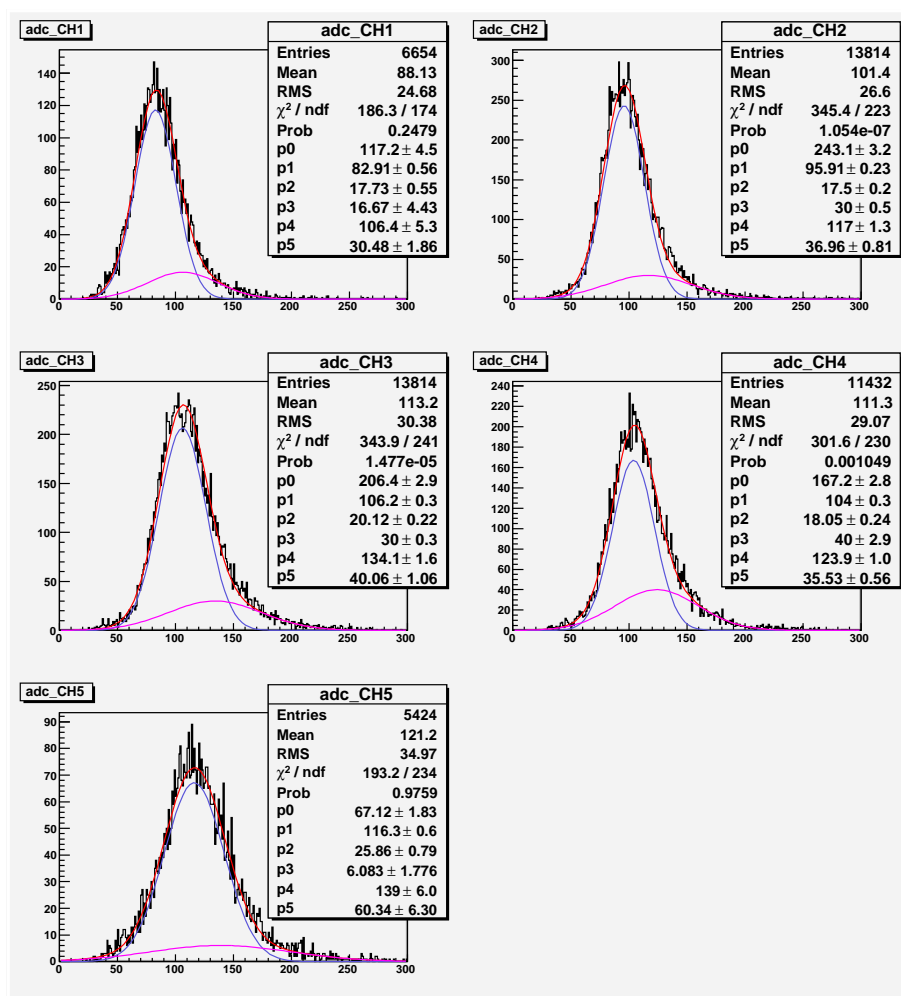 adc_CH1
adc_CH1
Entries 6654
Mean 88.13
RMS 24.68
χ² / ndf 186.3 / 174
Prob 0.2479
p0 117.2 ± 4.5
p1 82.91 ± 0.56
p2 17.73 ± 0.55
p3 16.67 ± 4.43
p4 106.4 ± 5.3
p5 30.48 ± 1.86
140
120
100
80
60
40
20
0
0 50 100 150 200 250 300
adc_CH2
adc_CH2
Entries 13814
Mean 101.4
RMS 26.6
χ² / ndf 345.4 / 223
Prob 1.054e-07
p0 243.1 ± 3.2
p1 95.91 ± 0.23
p2 17.5 ± 0.2
p3 30 ± 0.5
p4 117 ± 1.3
p5 36.96 ± 0.81
300
250
200
150
100
50
0
0 50 100 150 200 250 300
adc_CH3
adc_CH3
Entries 13814
Mean 113.2
RMS 30.38
χ² / ndf 343.9 / 241
Prob 1.477e-05
p0 206.4 ± 2.9
p1 106.2 ± 0.3
p2 20.12 ± 0.22
p3 30 ± 0.3
p4 134.1 ± 1.6
p5 40.06 ± 1.06
250
200
150
100
50
0
0 50 100 150 200 250 300
adc_CH4
adc_CH4
Entries 11432
Mean 111.3
RMS 29.07
χ² / ndf 301.6 / 230
Prob 0.001049
p0 167.2 ± 2.8
p1 104 ± 0.3
p2 18.05 ± 0.24
p3 40 ± 2.9
p4 123.9 ± 1.0
p5 35.53 ± 0.56
240
220
200
180
160
140
120
100
80
60
40
20
0
0 50 100 150 200 250 300
adc_CH5
adc_CH5
Entries 5424
Mean 121.2
RMS 34.97
χ² / ndf 193.2 / 234
Prob 0.9759
p0 67.12 ± 1.83
p1 116.3 ± 0.6
p2 25.86 ± 0.79
p3 6.083 ± 1.776
p4 139 ± 6.0
p5 60.34 ± 6.30
90
80
70
60
50
40
30
20
10
0
0 50 100 150 200 250 300